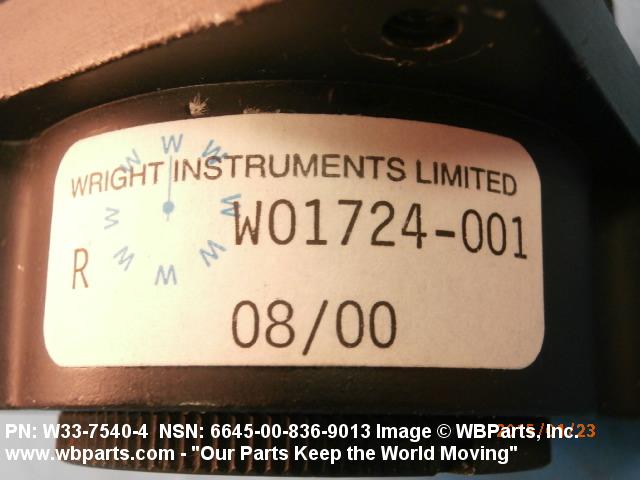 WRIGHT INSTRUMENTS LIMITED
W W W W W W W W
W01724-001
R
08/00
PN: W33-7540-4 NSN: 6645-00-836-9013 Image © WBParts, Inc.
www.wbparts.com - "Our Parts Keep the World Moving"